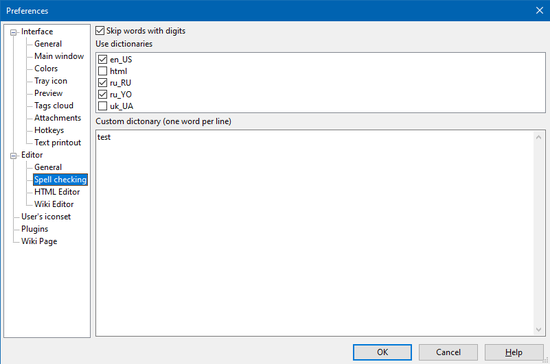 Preferences
Interface
General
Main window
Colors
Tray icon
Preview
Tags cloud
Attachments
Hotkeys
Text printout
Editor
General
Spell checking
HTML Editor
Wiki Editor
User's iconset
Plugins
Wiki Page
Skip words with digits
Use dictionaries
en_US
html
ru_RU
ru_YO
uk_UA
Custom dictonary (one word per line)
test
OK
Cancel
Help